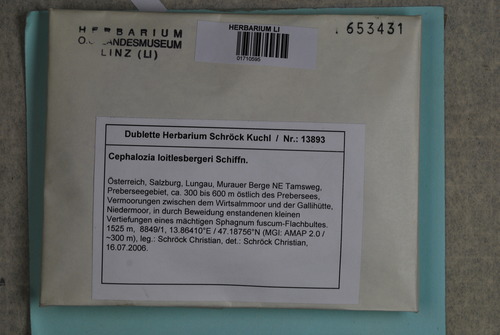 HERBARIUM
O.Ö. LANDESMUSEUM
LINZ (LI)
HERBARIUM LI
01710595
653431
Dublette Herbarium Schröck Kuchl / Nr.: 13893
Cephalozia loitlesbergeri Schiffn.
Österreich, Salzburg, Lungau, Murauer Berge NE Tamsweg,
Preberseegebiet, ca. 300 bis 600 m östlich des Prebersees,
Vermoorungen zwischen dem Wirtsalmmoor und der Gallihütte,
Niedermoor, in durch Beweidung enstandenen kleinen
Vertiefungen eines mächtigen Sphagnum fuscum-Flachbultes.
1525 m, 8849/1, 13.86410°E / 47.18756°N (MGI: AMAP 2.0 /
~300 m), leg.: Schröck Christian, det.: Schröck Christian,
16.07.2006.